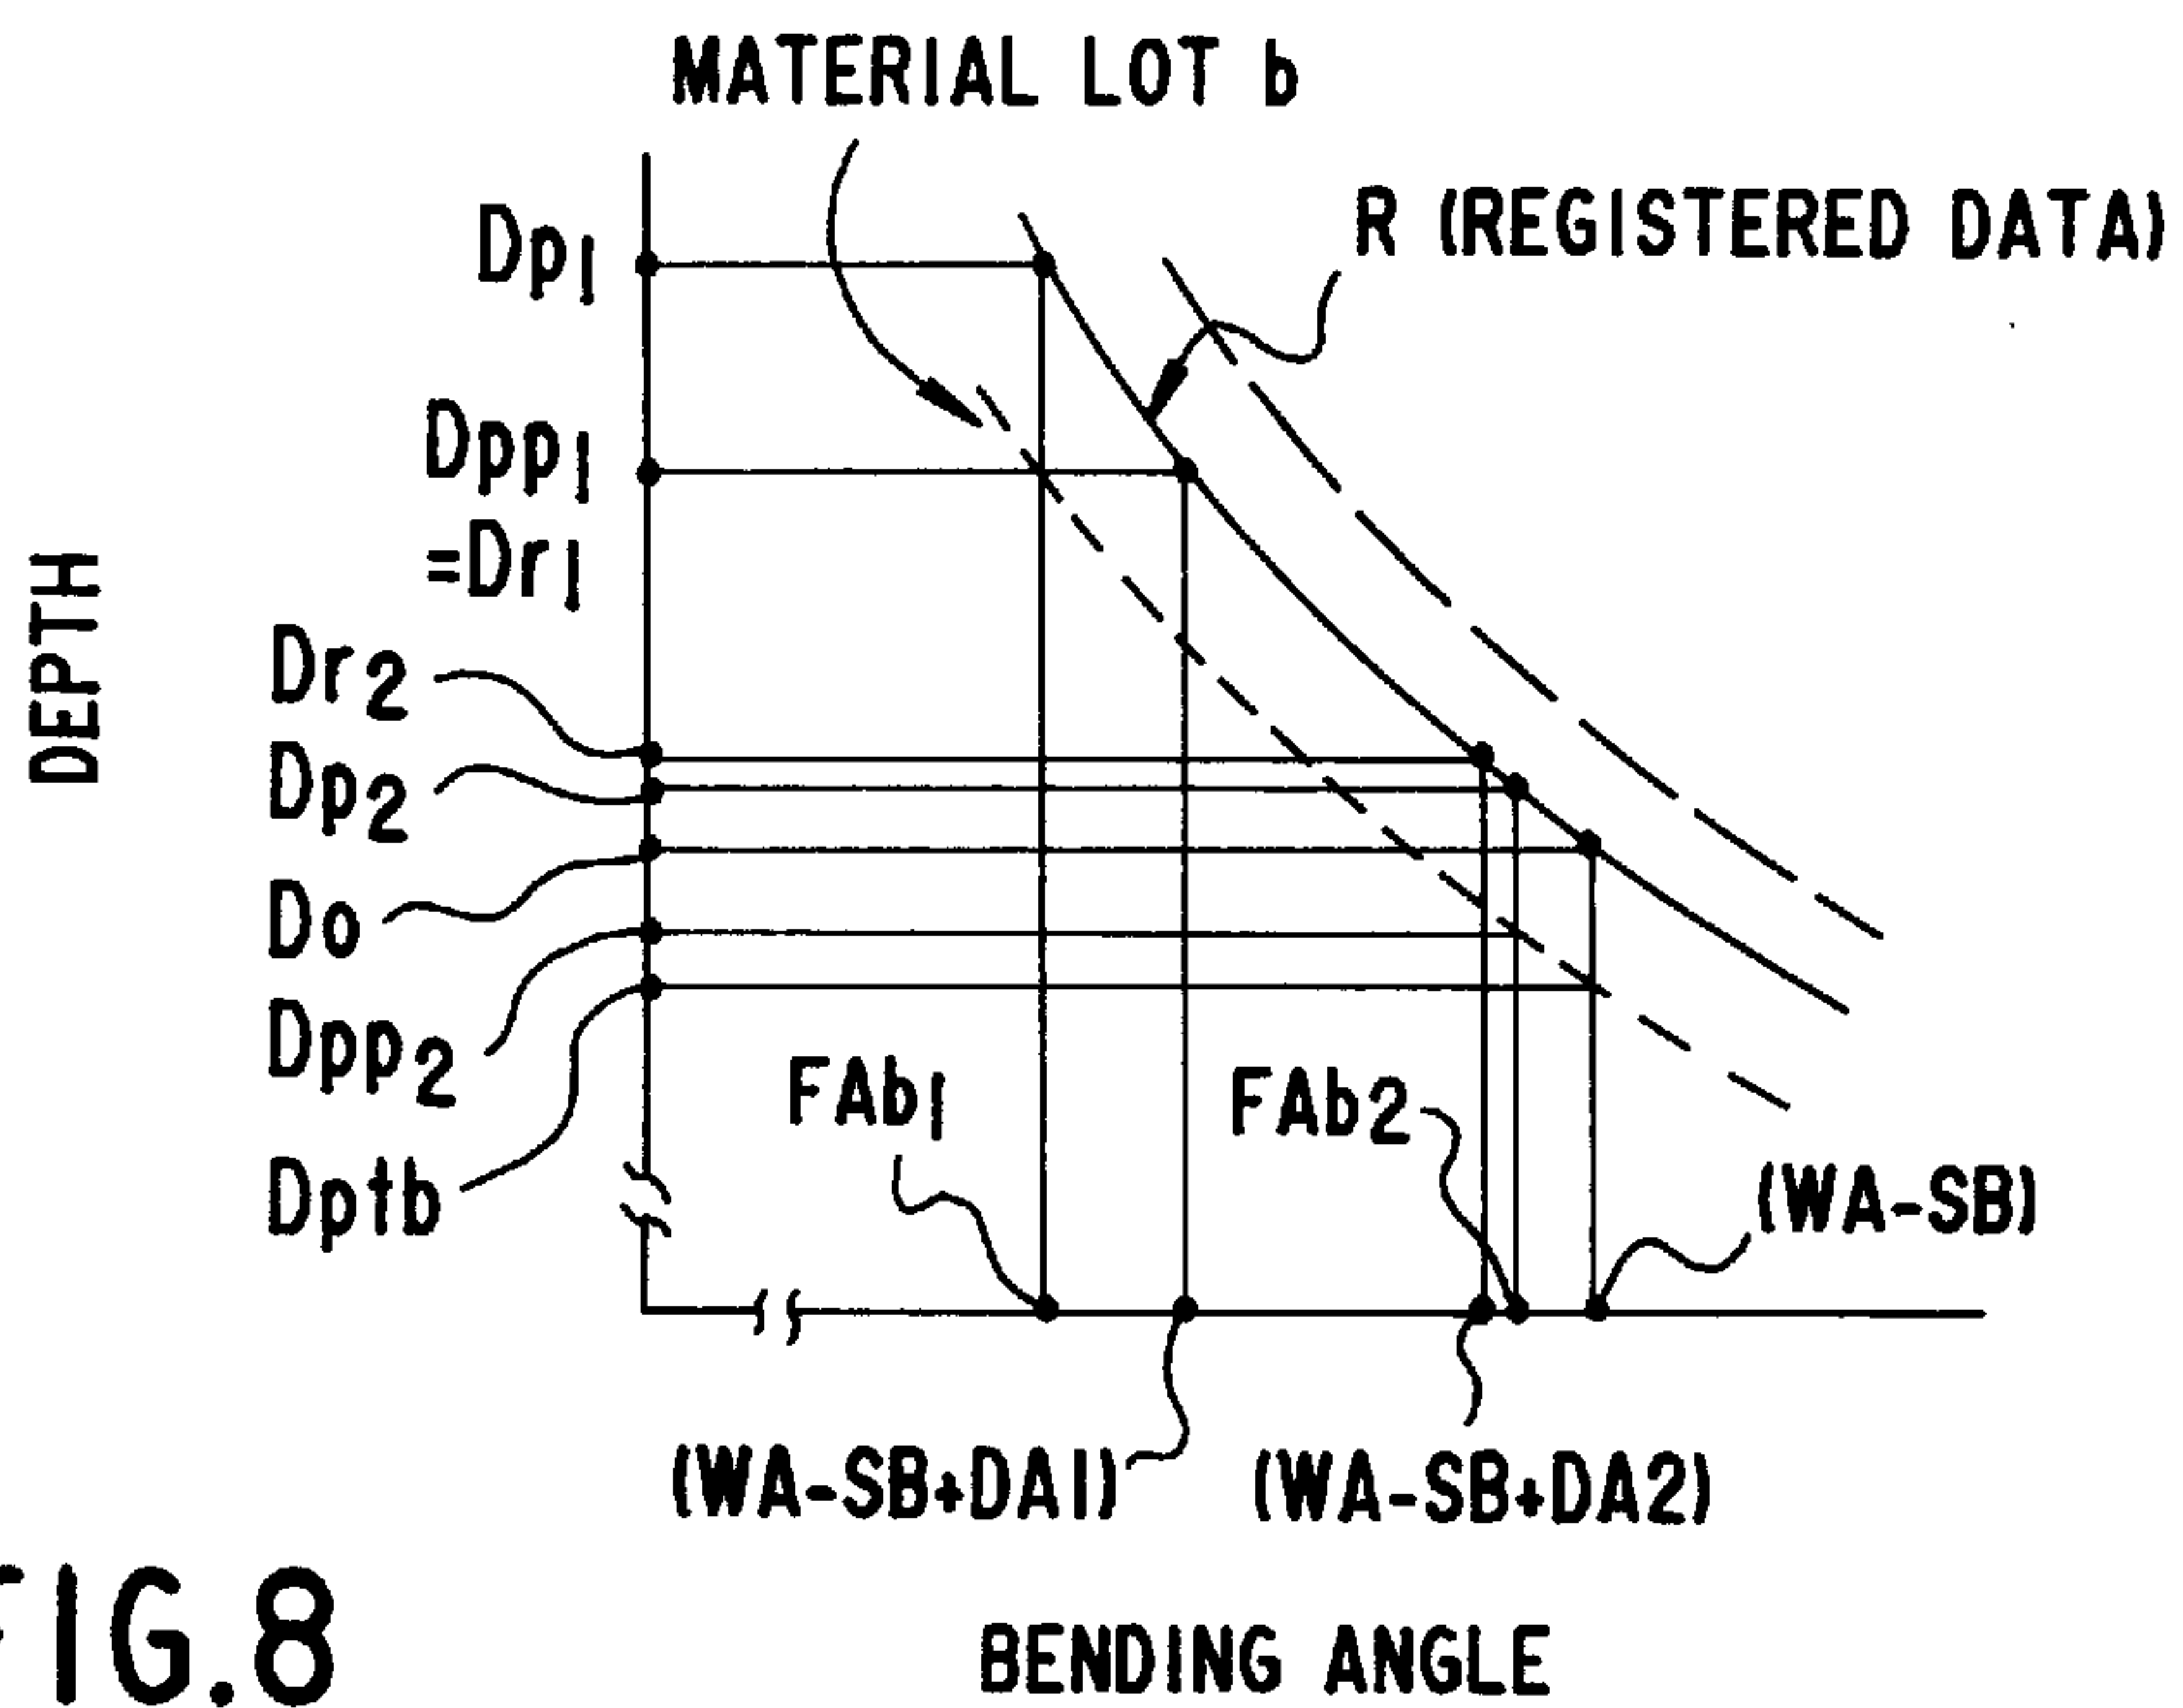 MATERIAL LOT b
R (REGISTERED DATA)
Dp1
Dpp1
=Dr1
DEPTH
Dr2
Dp2
Do
Dpp2
Dptb
FAb1
FAb2
(WA-SB)
(WA-SB+DA1)
(WA-SB+DA2)
FIG.8
BENDING ANGLE